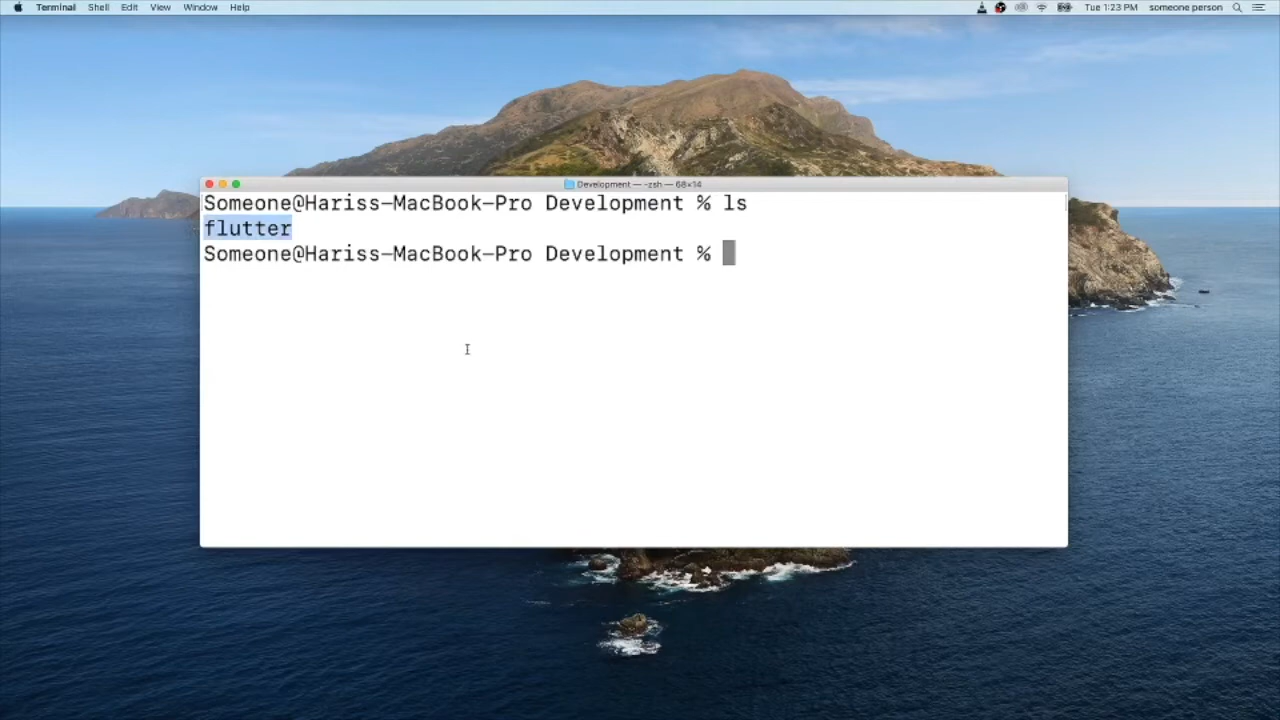 Terminal Shell Edit View Window Help Tue 1:23 PM someone person
Development — -zsh — 68×14
Someone@Hariss-MacBook-Pro Development % ls
flutter
Someone@Hariss-MacBook-Pro Development %